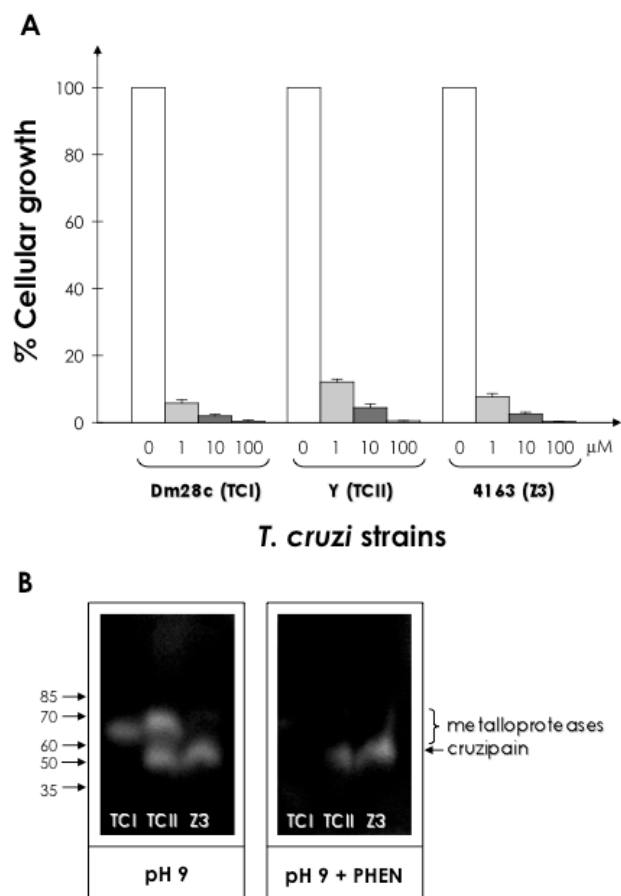 A
% Cellular growth
100
80
60
40
20
0
0 1 10 100 0 1 10 100 0 1 10 100 μM
Dm28c (TCI) Y (TCII) 4163 (Z3)
T. cruzi strains
B
85
70
60
50
35
TCI TCII Z3
pH 9
TCI TCII Z3
pH 9 + PHEN
metalloproteases
cruzipain